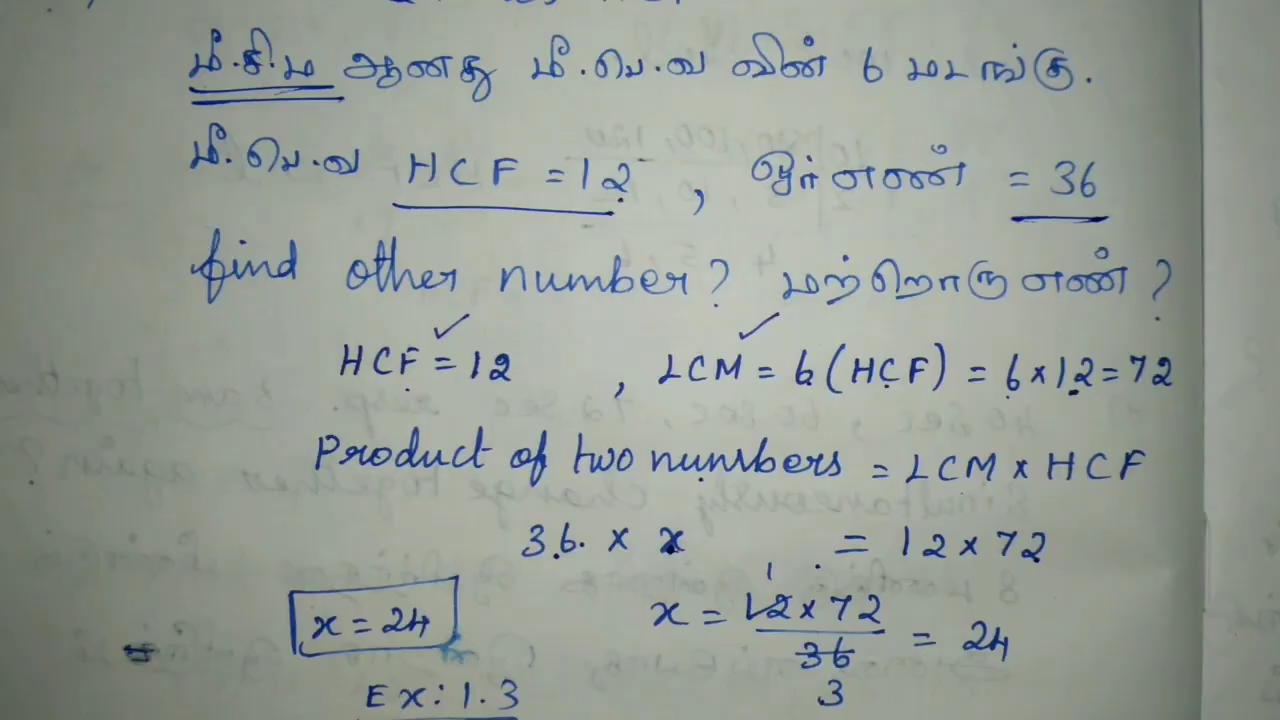 மீ.சி.ம ஆனது மீ.பெ.வ வின் 6 மடங்கு.
மீ.பெ.வ HCF = 12, ஓர் எண் = 36
find other number? மற்றொரு எண்?
HCF = 12, LCM = 6 (HCF) = 6 × 12 = 72
Product of two numbers = LCM × HCF
36 × x = 12 × 72
x = 12 × 72 / 36 = 24
1
3
x = 24
Ex: 1.3